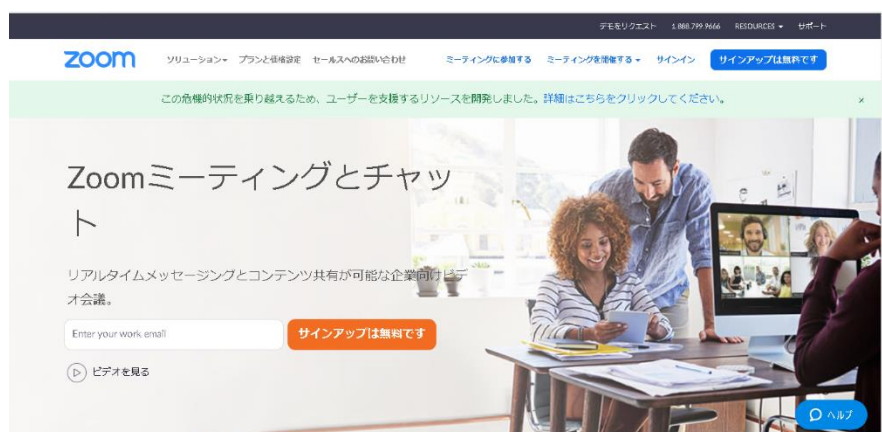 デモをリクエスト 1.888.799.9666 RESOURCES サポート
zoom ソリューション プランと価格設定 セールスへのお問い合わせ ミーティングに参加する ミーティングを開催する サインイン サインアップは無料です
この危機的状況を乗り越えるため、ユーザーを支援するリソースを開発しました。詳細はこちらをクリックしてください。 ×
Zoomミーティングとチャッ
ト
リアルタイムメッセージングとコンテンツ共有が可能な企業向けビデ
オ会議。
Enter your work email サインアップは無料です
ビデオを見る
ヘルプ